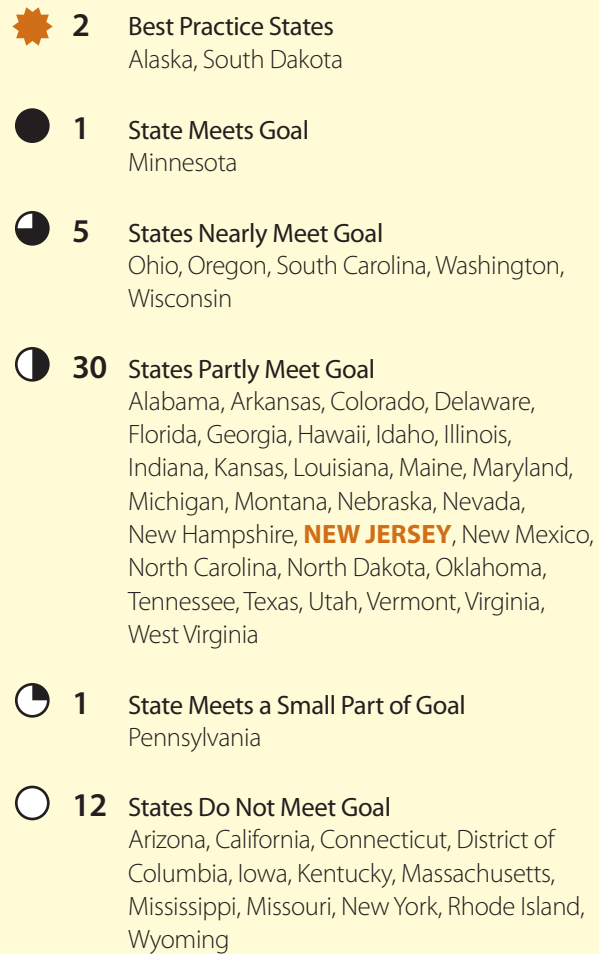 2 Best Practice States
Alaska, South Dakota
1 State Meets Goal
Minnesota
5 States Nearly Meet Goal
Ohio, Oregon, South Carolina, Washington,
Wisconsin
30 States Partly Meet Goal
Alabama, Arkansas, Colorado, Delaware,
Florida, Georgia, Hawaii, Idaho, Illinois,
Indiana, Kansas, Louisiana, Maine, Maryland,
Michigan, Montana, Nebraska, Nevada,
New Hampshire, NEW JERSEY, New Mexico,
North Carolina, North Dakota, Oklahoma,
Tennessee, Texas, Utah, Vermont, Virginia,
West Virginia
1 State Meets a Small Part of Goal
Pennsylvania
12 States Do Not Meet Goal
Arizona, California, Connecticut, District of
Columbia, Iowa, Kentucky, Massachusetts,
Mississippi, Missouri, New York, Rhode Island,
Wyoming